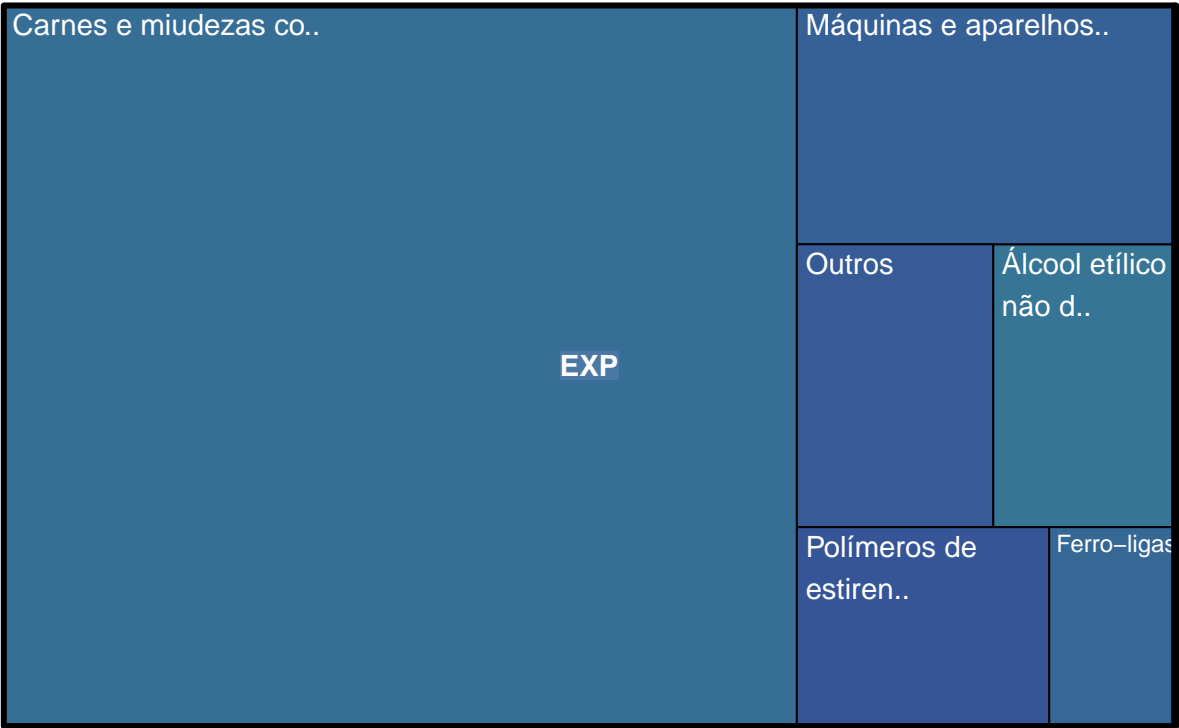 Carnes e miudezas co..
Máquinas e aparelhos..
Outros
Álcool etílico
não d..
EXP
Polímeros de
estiren..
Ferro−ligas